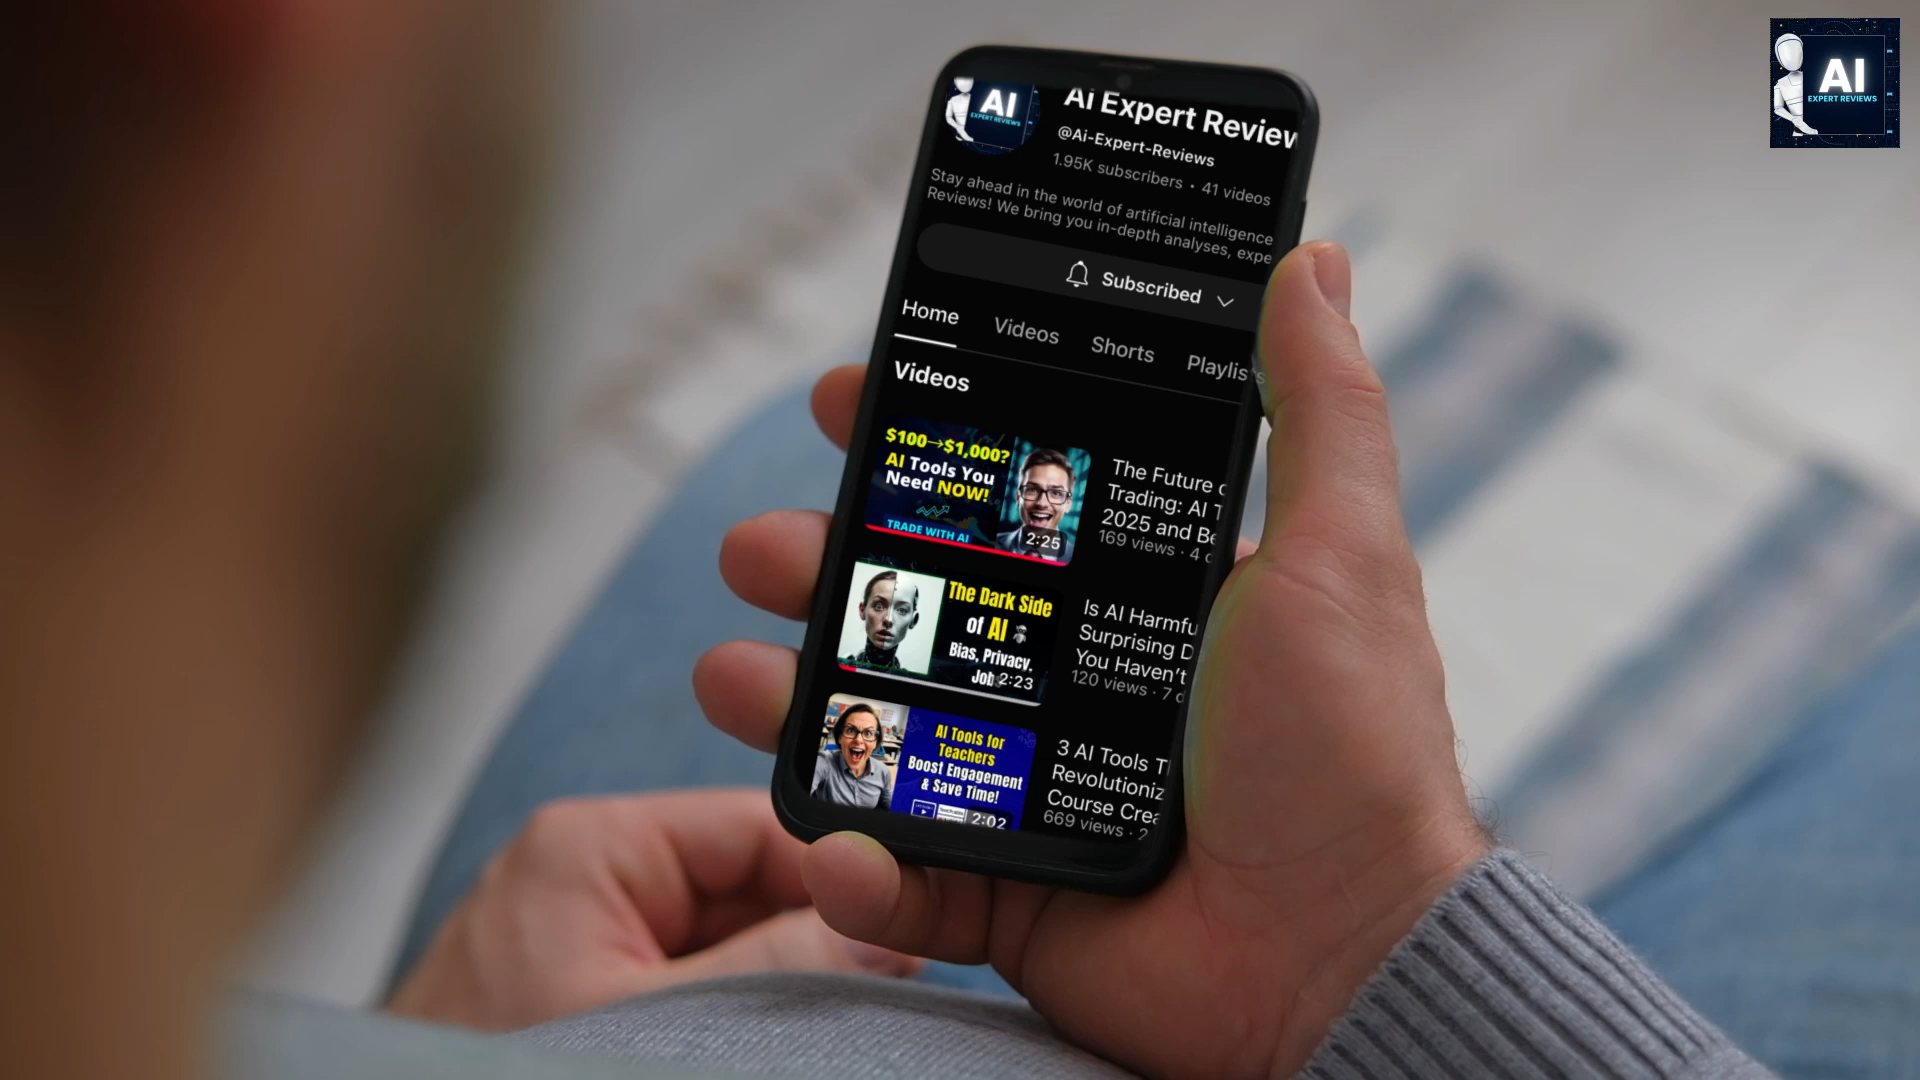 AI
EXPERT REVIEWS
AI
EXPERT REVIEWS
Ai Expert Review
@Ai-Expert-Reviews
1.95K subscribers • 41 videos
Stay ahead in the world of artificial intelligence
Reviews! We bring you in-depth analyses, expe
Subscribed
Home Videos Shorts Playlists
Videos
$100→$1,000?
AI Tools You
Need NOW!
TRADE WITH AI
2:25
The Future
Trading: AI T
2025 and Be
169 views · 4 d
The Dark Side
of AI
Bias, Privacy,
Job
2:23
Is AI Harmfu
Surprising D
You Haven't
120 views · 7 d
AI Tools for
Teachers
Boost Engagement
& Save Time!
2:02
3 AI Tools T
Revolutioniz
Course Crea
669 views · 2